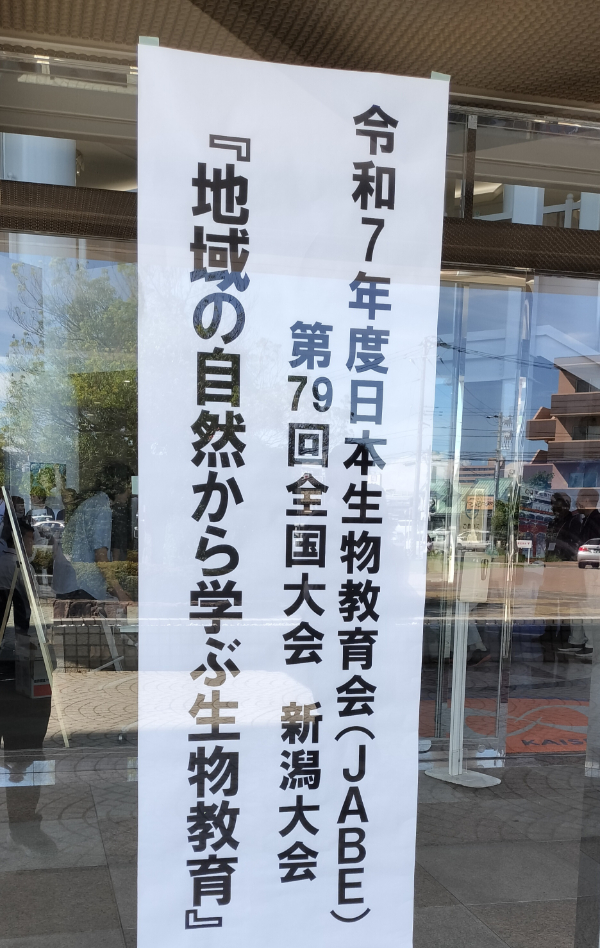 令和7年度日本生物教育会(JABE)
第79回全国大会　新潟大会
『地域の自然から学ぶ生物教育』
KAIS